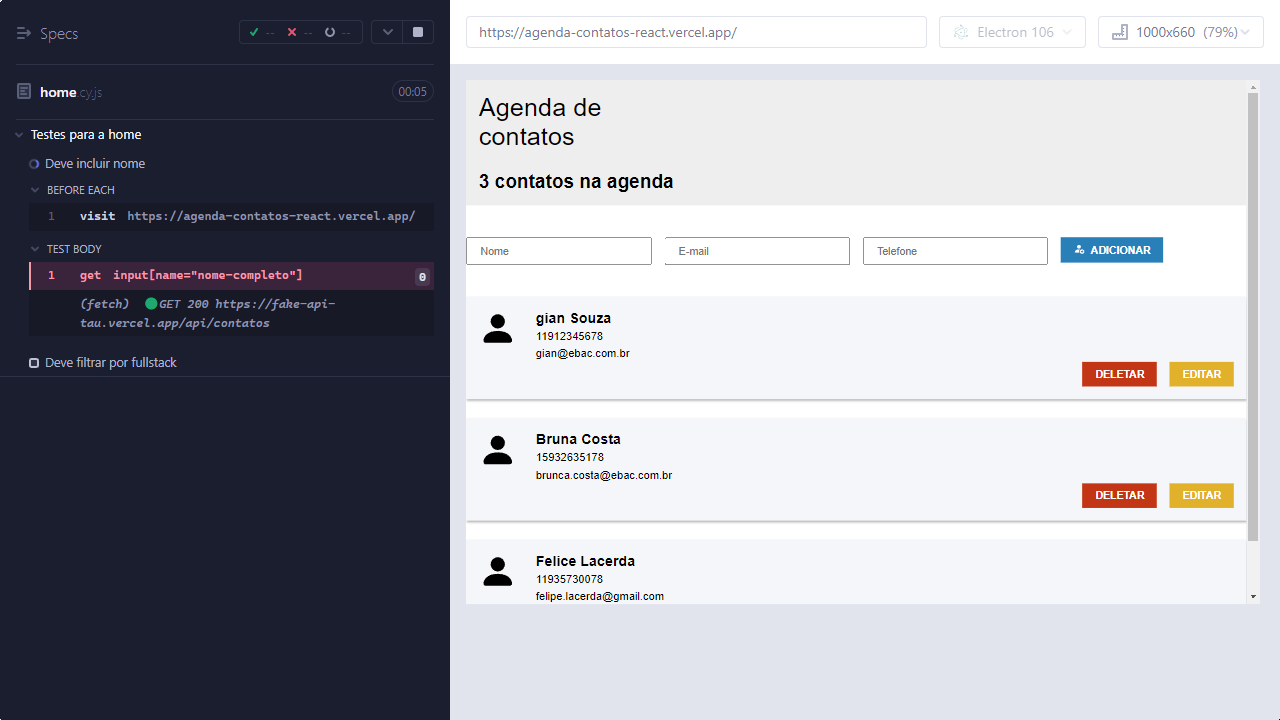 Specs
-- -- --
home.cy.js
00:05
Testes para a home
Deve incluir nome
BEFORE EACH
1 visit https://agenda-contatos-react.vercel.app/
TEST BODY
1 get input[name="nome-completo"] 0
(fetch) GET 200 https://fake-api-
tau.vercel.app/api/contatos
Deve filtrar por fullstack
https://agenda-contatos-react.vercel.app/
Electron 106
1000x660 (79%)
Agenda de
contatos
3 contatos na agenda
Nome
E-mail
Telefone
ADICIONAR
gian Souza
11912345678
gian@ebac.com.br
DELETAR
EDITAR
Bruna Costa
15932635178
brunca.costa@ebac.com.br
DELETAR
EDITAR
Felice Lacerda
11935730078
felipe.lacerda@gmail.com